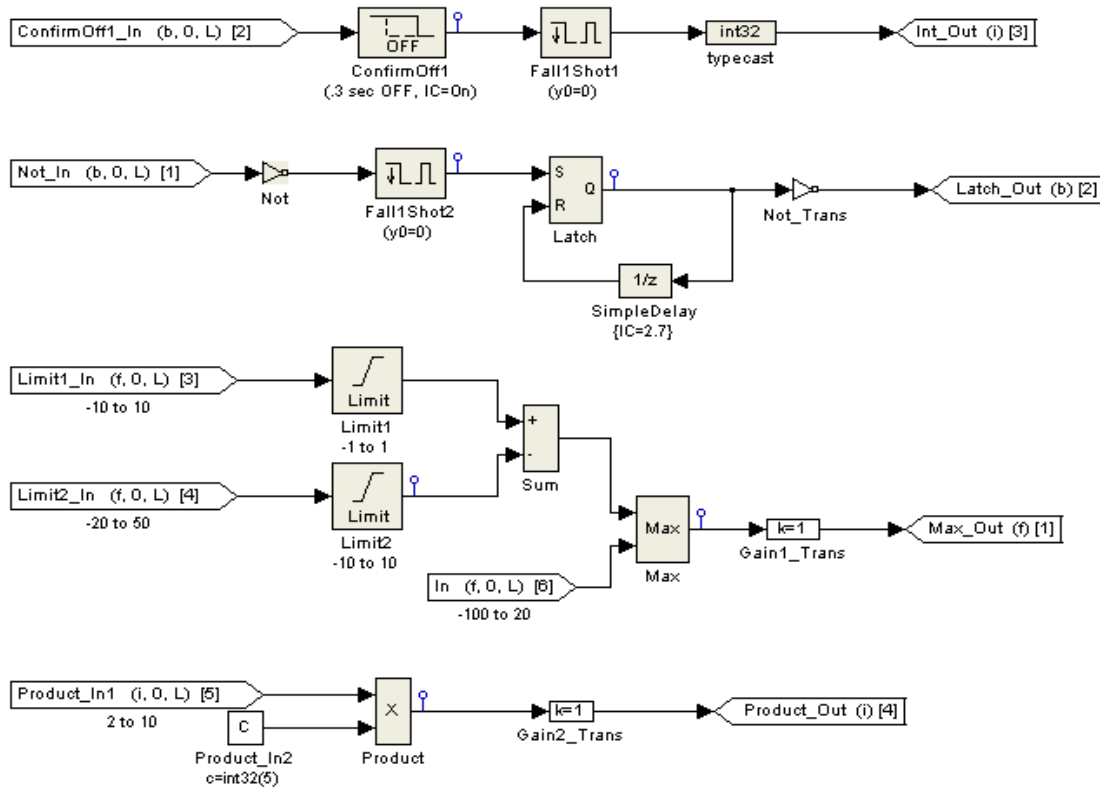 ConfirmOff1_In (b, 0, L) [2]
OFF
ConfirmOff1
(.3 sec OFF, IC=On)
Fall1Shot1
(y0=0)
int32
typecast
Int_Out (i) [3]
Not_In (b, 0, L) [1]
Not
Fall1Shot2
(y0=0)
S
R
Q
Latch
Not_Trans
Latch_Out (b) [2]
1/z
SimpleDelay
{IC=2.7}
Limit1_In (f, 0, L) [3]
-10 to 10
Limit
Limit1
-1 to 1
Limit2_In (f, 0, L) [4]
-20 to 50
Limit
Limit2
-10 to 10
+
-
Sum
In (f, 0, L) [6]
-100 to 20
Max
Max
k=1
Gain1_Trans
Max_Out (f) [1]
Product_In1 (i, 0, L) [5]
2 to 10
C
Product_In2
c=int32(5)
X
Product
k=1
Gain2_Trans
Product_Out (i) [4]